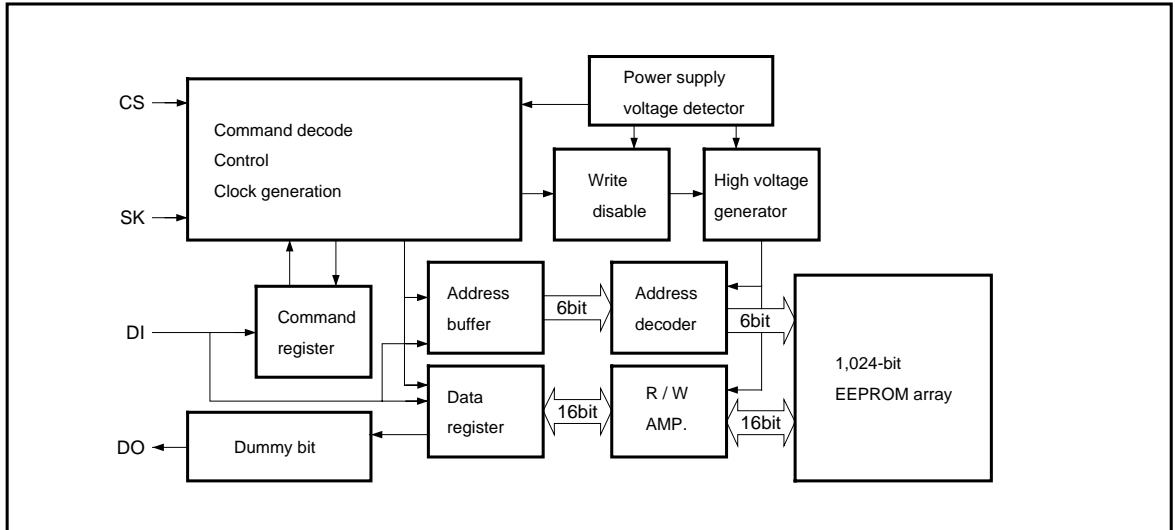 Power supply
voltage detector
CS
Command decode
Control
Clock generation
SK
Write
disable
High voltage
generator
Address
buffer
6bit
Address
decoder
6bit
DI
Command
register
1,024-bit
EEPROM array
Data
register
16bit
R / W
AMP.
16bit
DO
Dummy bit